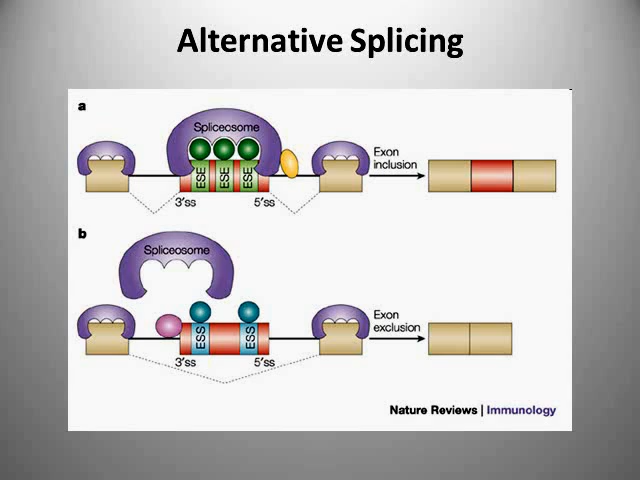 Alternative Splicing
a
Spliceosome
Exon
inclusion
ESE
ESE
ESE
3′ss
5′ss
b
Spliceosome
Exon
exclusion
ESS
ESS
3′ss
5′ss
Nature Reviews | Immunology